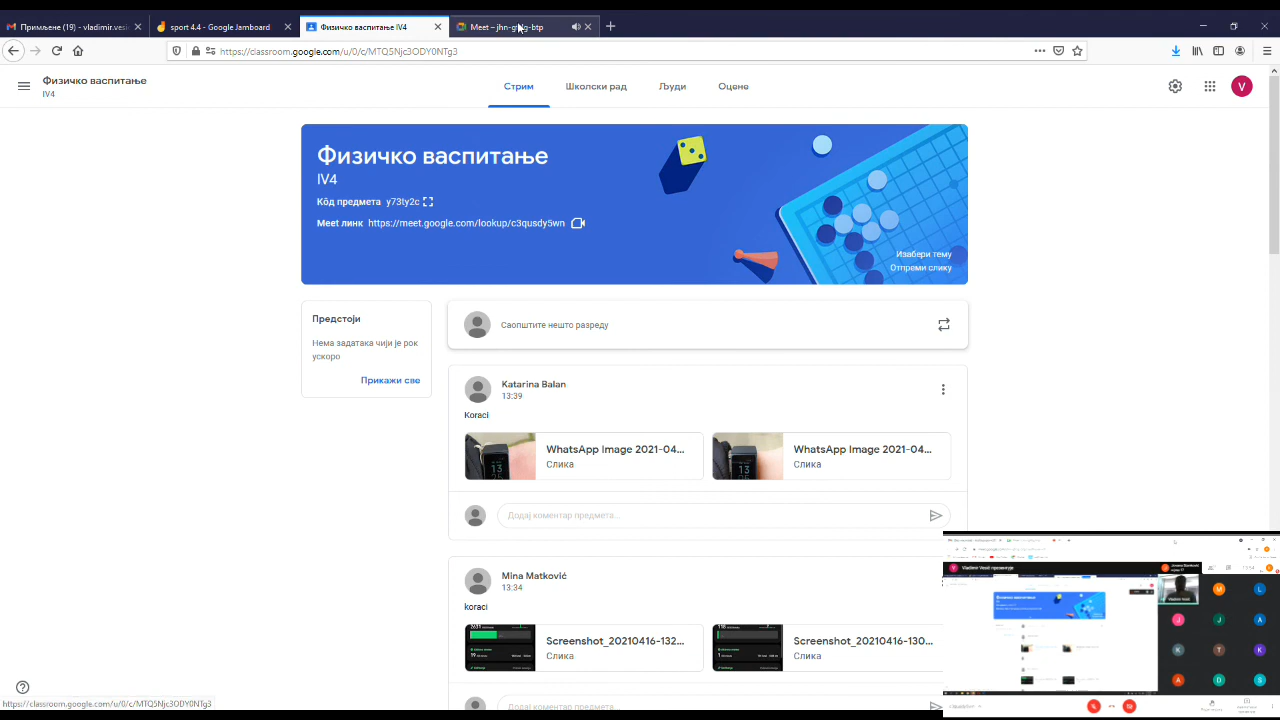 Примљене (19) - vladimir.vesi
sport 4.4 - Google Jamboard
Физичко васпитање IV4
Meet – jhn-
https://classroom.google.com/u/0/c/MTQ5Njc3ODY0NTg3
Физичко васпитање
IV4
Стрим
Школски рад
Људи
Оцене
V
Физичко васпитање
IV4
Кôд предмета y73ty2c
Meet линк https://meet.google.com/lookup/c3qusdy5wn
Изабери тему
Отпреми слику
Предстоји
Нема задатака чији је рок
ускоро
Прикажи све
Саопштите нешто разреду
Katarina Balan
13:39
Koraci
WhatsApp Image 2021-04...
Слика
WhatsApp Image 2021-04...
Слика
Додај коментар предмета...
Mina Matković
13:34
koraci
Screenshot_20210416-132...
Слика
Screenshot_20210416-130...
Слика
Додај коментар предмета...
https://classroom.google.com/u/0/c/MTQ5Njc3ODY0NTg3